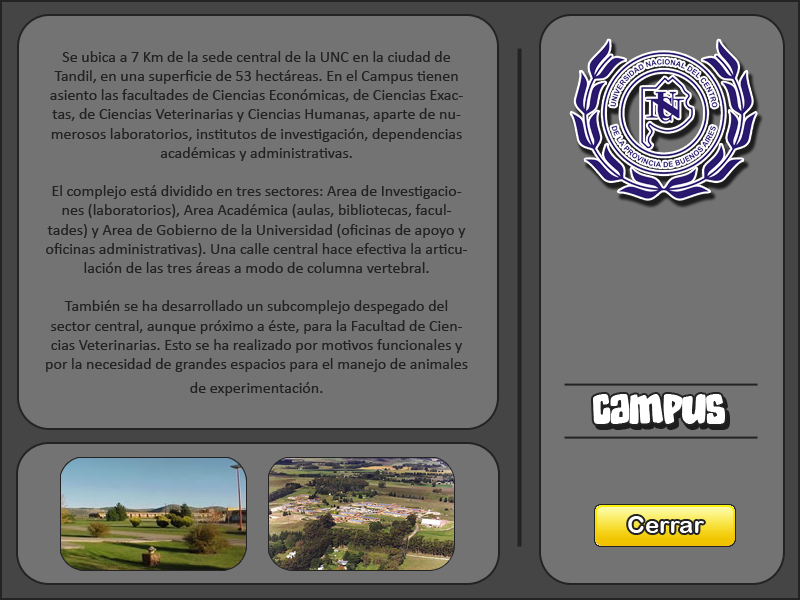 Se ubica a 7 Km de la sede central de la UNC en la ciudad de
Tandil, en una superficie de 53 hectáreas. En el Campus tienen
asiento las facultades de Ciencias Económicas, de Ciencias Exac-
tas, de Ciencias Veterinarias y Ciencias Humanas, aparte de nu-
merosos laboratorios, institutos de investigación, dependencias
académicas y administrativas.
El complejo está dividido en tres sectores: Area de Investigacio-
nes (laboratorios), Area Académica (aulas, bibliotecas, facul-
tades) y Area de Gobierno de la Universidad (oficinas de apoyo y
oficinas administrativas). Una calle central hace efectiva la articu-
lación de las tres áreas a modo de columna vertebral.
También se ha desarrollado un subcomplejo despegado del
sector central, aunque próximo a éste, para la Facultad de Cien-
cias Veterinarias. Esto se ha realizado por motivos funcionales y
por la necesidad de grandes espacios para el manejo de animales
de experimentación.
UNIVERSIDAD NACIONAL DEL CENTRO
DE LA PROVINCIA DE BUENOS AIRES
CAMPUS
Cerrar